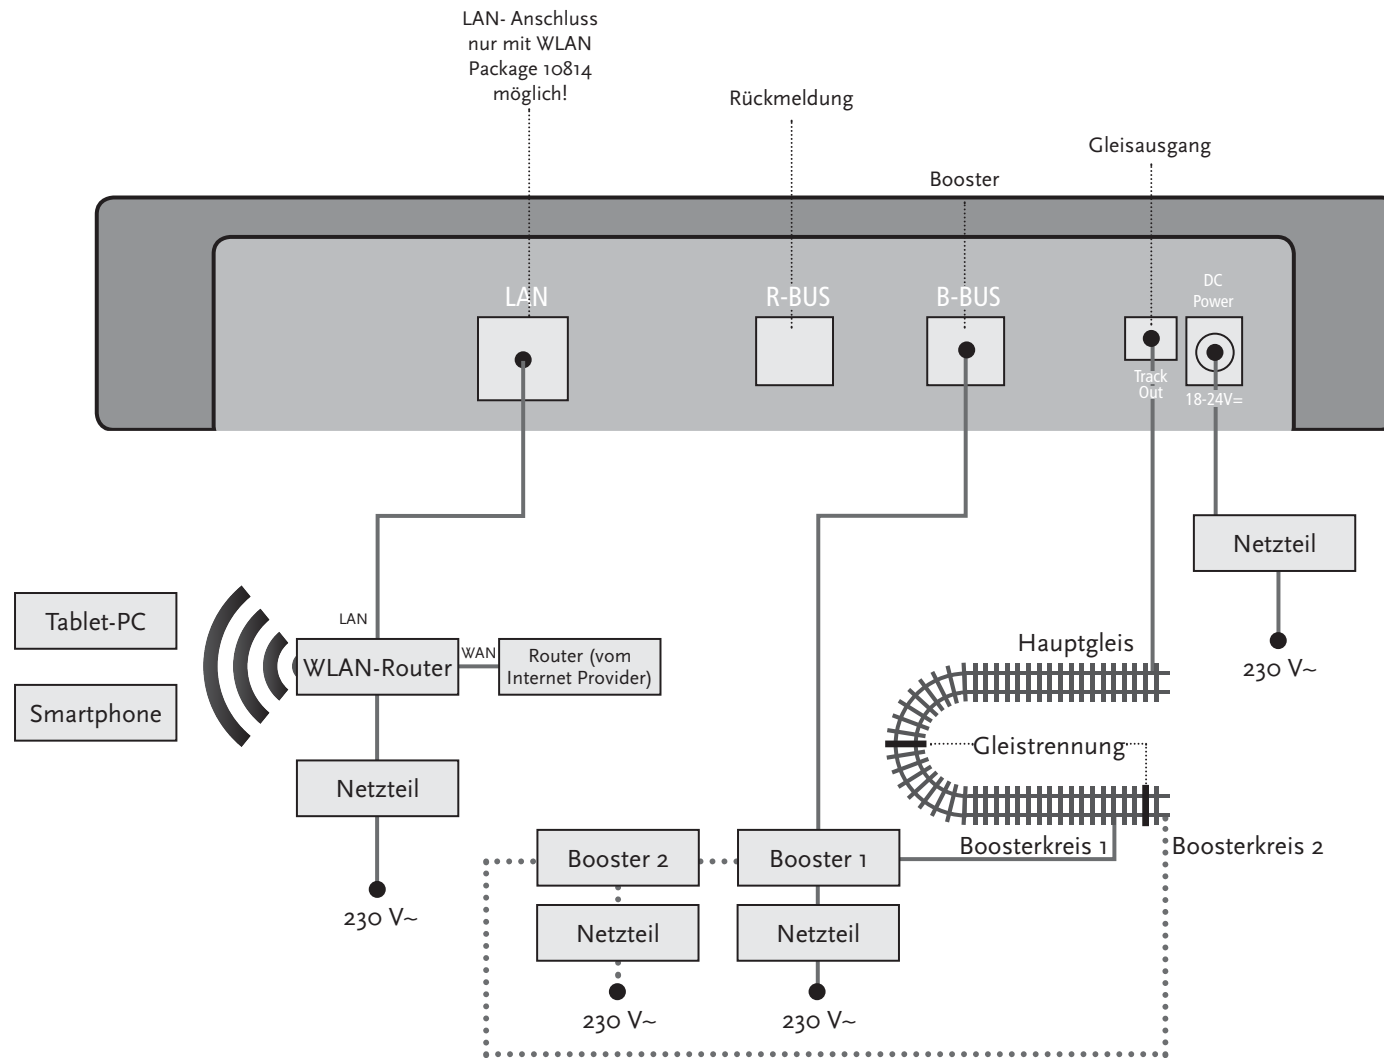 LAN- Anschluss
nur mit WLAN
Package 10814
möglich!
Rückmeldung
Gleisausgang
Booster
LAN
R-BUS
B-BUS
DC
Power
Track
Out
18-24V=
Netzteil
230 V~
Tablet-PC
Smartphone
LAN
WLAN-Router
WAN
Router (vom
Internet Provider)
Netzteil
230 V~
Hauptgleis
Gleistrennung
Boosterkreis 1
Boosterkreis 2
Booster 2
Booster 1
Netzteil
Netzteil
230 V~
230 V~